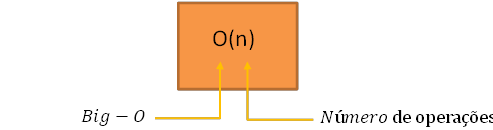 O(n)
Big − O
Número de operações